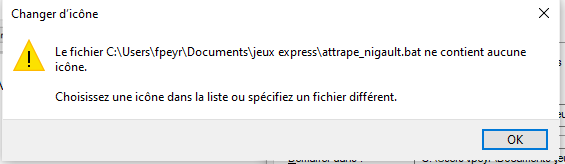 Changer d'icône
Le fichier C:\Users\fpeyr\Documents\jeux express\attrape_nigault.bat ne contient aucune
icône.
Choisissez une icône dans la liste ou spécifiez un fichier différent.
OK